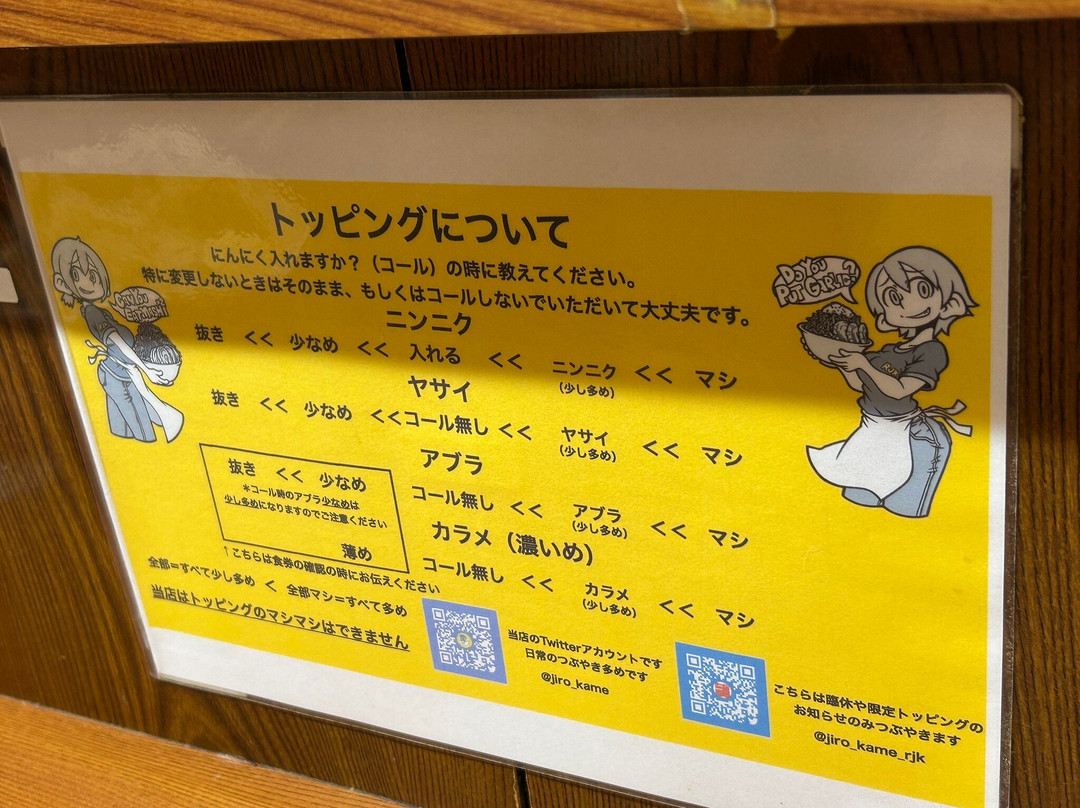 トッピングについて
にんにく入れますか？（コール）の時に教えてください。
特に変更しないときはそのまま、もしくはコールしないでいただいて大丈夫です。
ニンニク
抜き << 少なめ << 入れる << ニンニク << マシ
(少し多め)
ヤサイ
抜き << 少なめ << コール無し << ヤサイ << マシ
(少し多め)
アブラ
抜き << 少なめ
＊コール時のアブラ少なめは
少し多めになりますのでご注意ください
コール無し << アブラ << マシ
(少し多め)
カラメ（濃いめ)
薄め
コール無し << カラメ << マシ
(少し多め)
↑こちらは食券の確認の時にお伝えください
全部=すべて少し多め < 全部マシ=すべて多め
当店はトッピングのマシマシはできません
当店のTwitterアカウントです
日常のつぶやき多めです
@jiro_kame
こちらは臨休や限定トッピングの
お知らせのみつぶやきます
@jiro_kame_rjk
DO YOU
PUT GARLIC?